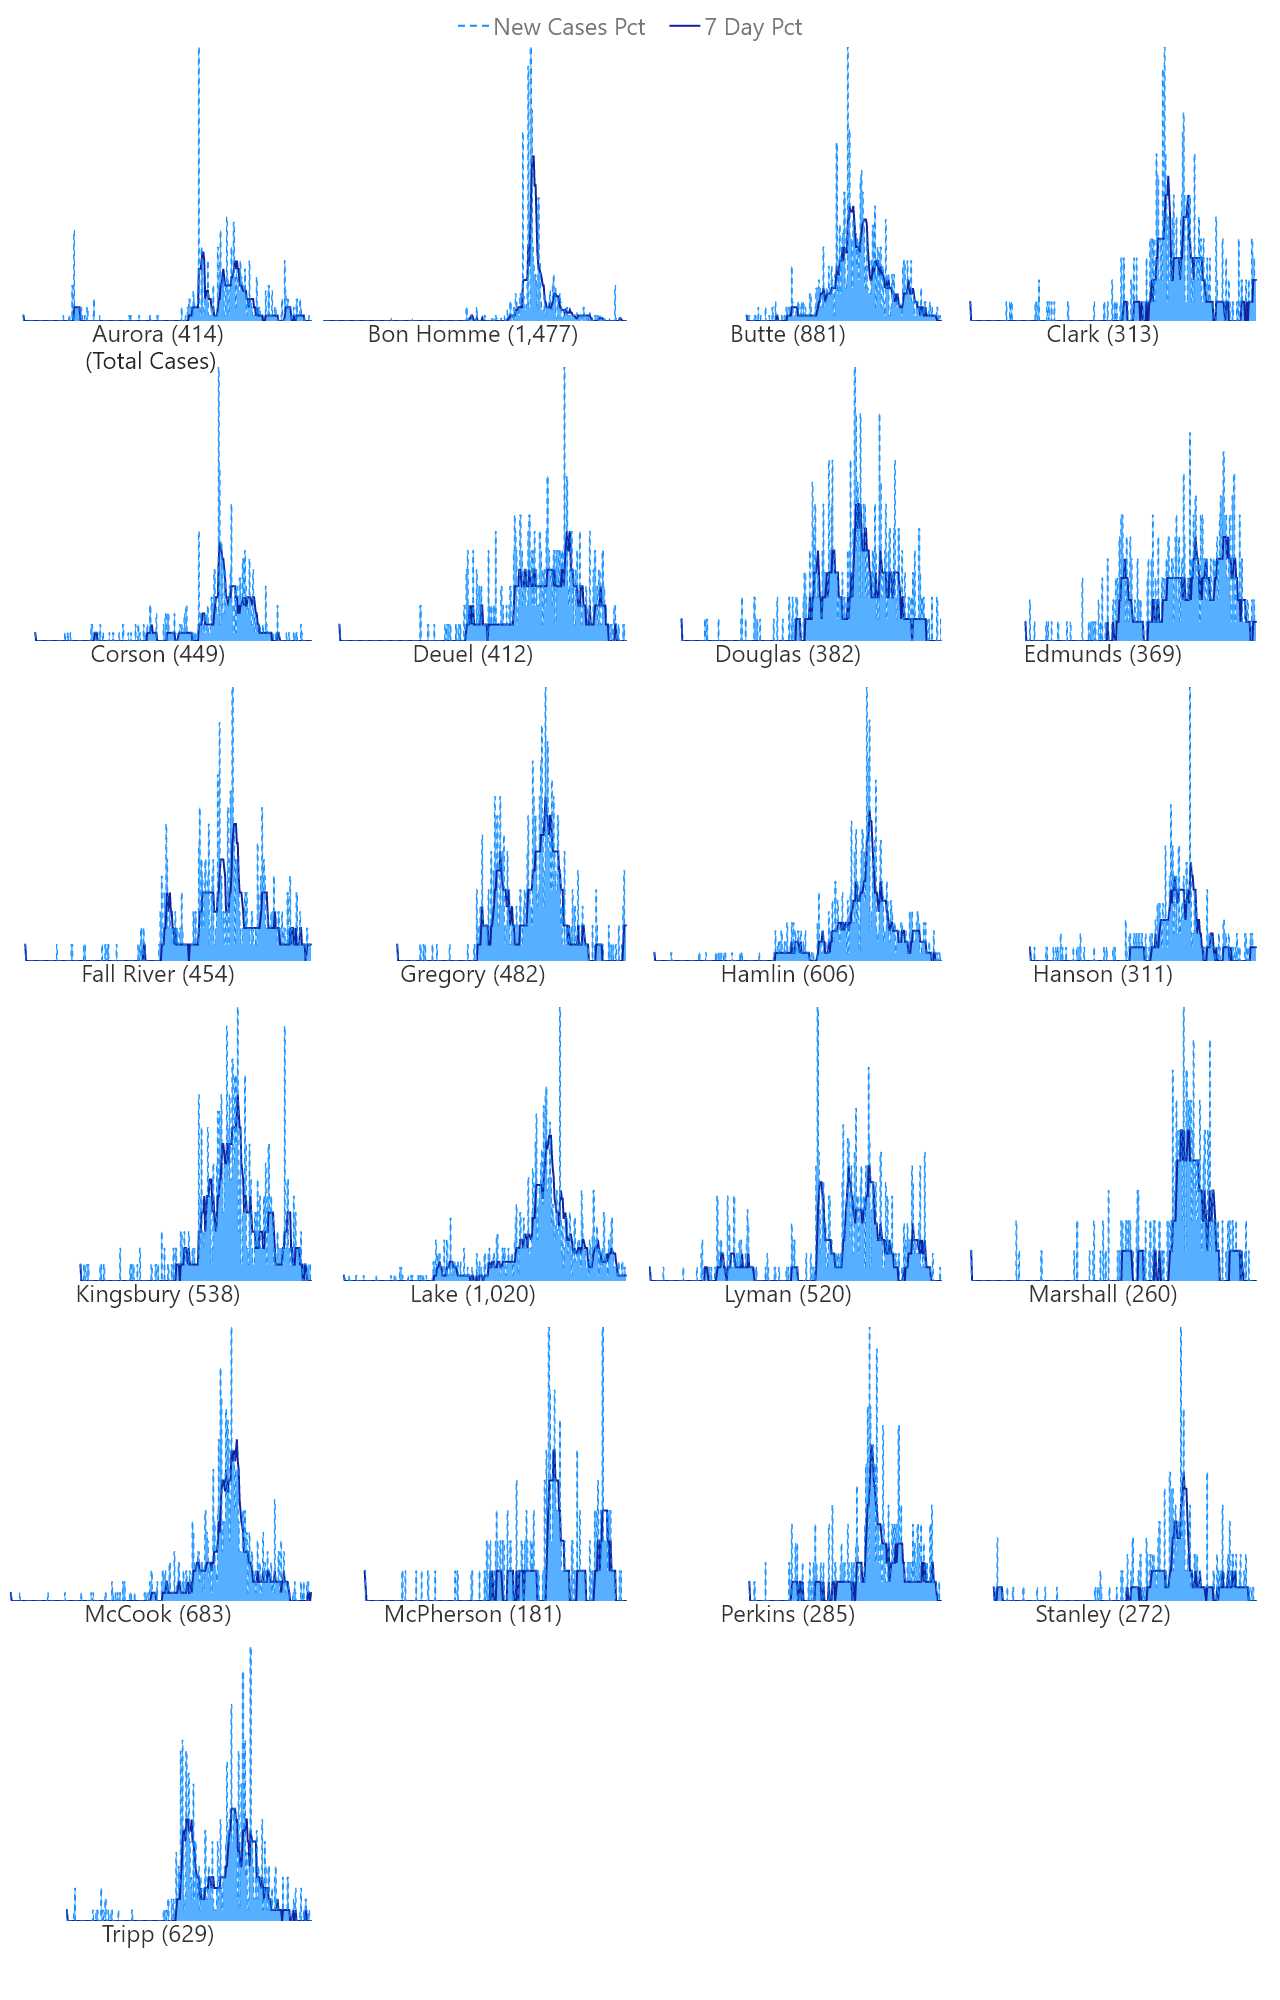 New Cases Pct 7 Day Pct
Aurora (414) Bon Homme (1,477) Butte (881) Clark (313)
(Total Cases)
Corson (449) Deuel (412) Douglas (382) Edmunds (369)
Fall River (454) Gregory (482) Hamlin (606) Hanson (311)
Kingsbury (538) Lake (1,020) Lyman (520) Marshall (260)
McCook (683) McPherson (181) Perkins (285) Stanley (272)
Tripp (629)